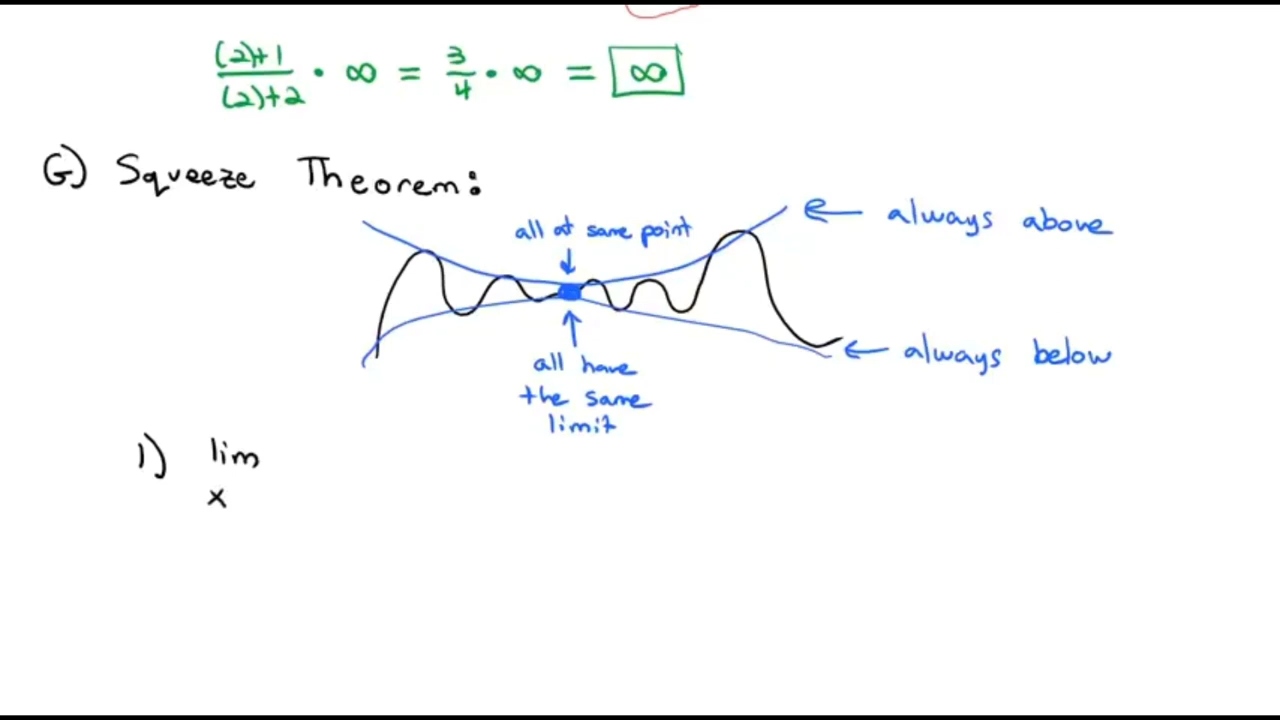 (2)+1 / (2)+2 · ∞ = 3/4 · ∞ = ∞
G) Squeeze Theorem:
all at same point
← always above
← always below
all have
the same
limit
1) lim
x